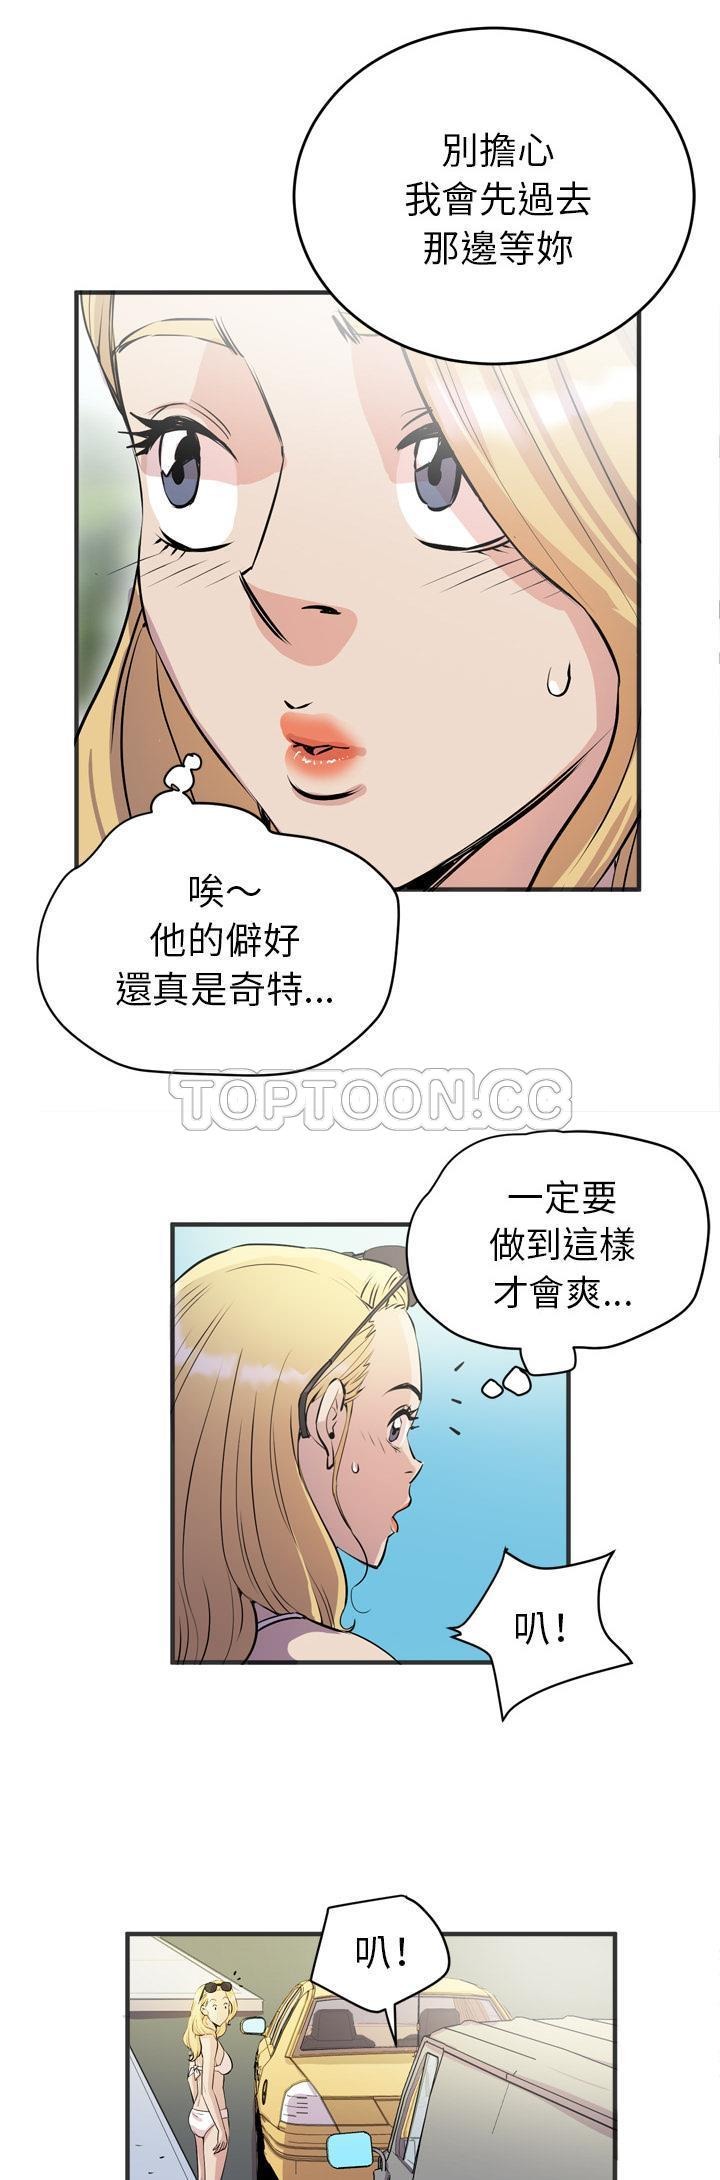 別擔心
我會先過去
那邊等妳
唉～
他的僻好
還真是奇特...
TOPTOON.CC
一定要
做到這樣
才會爽...
叭!
叭!